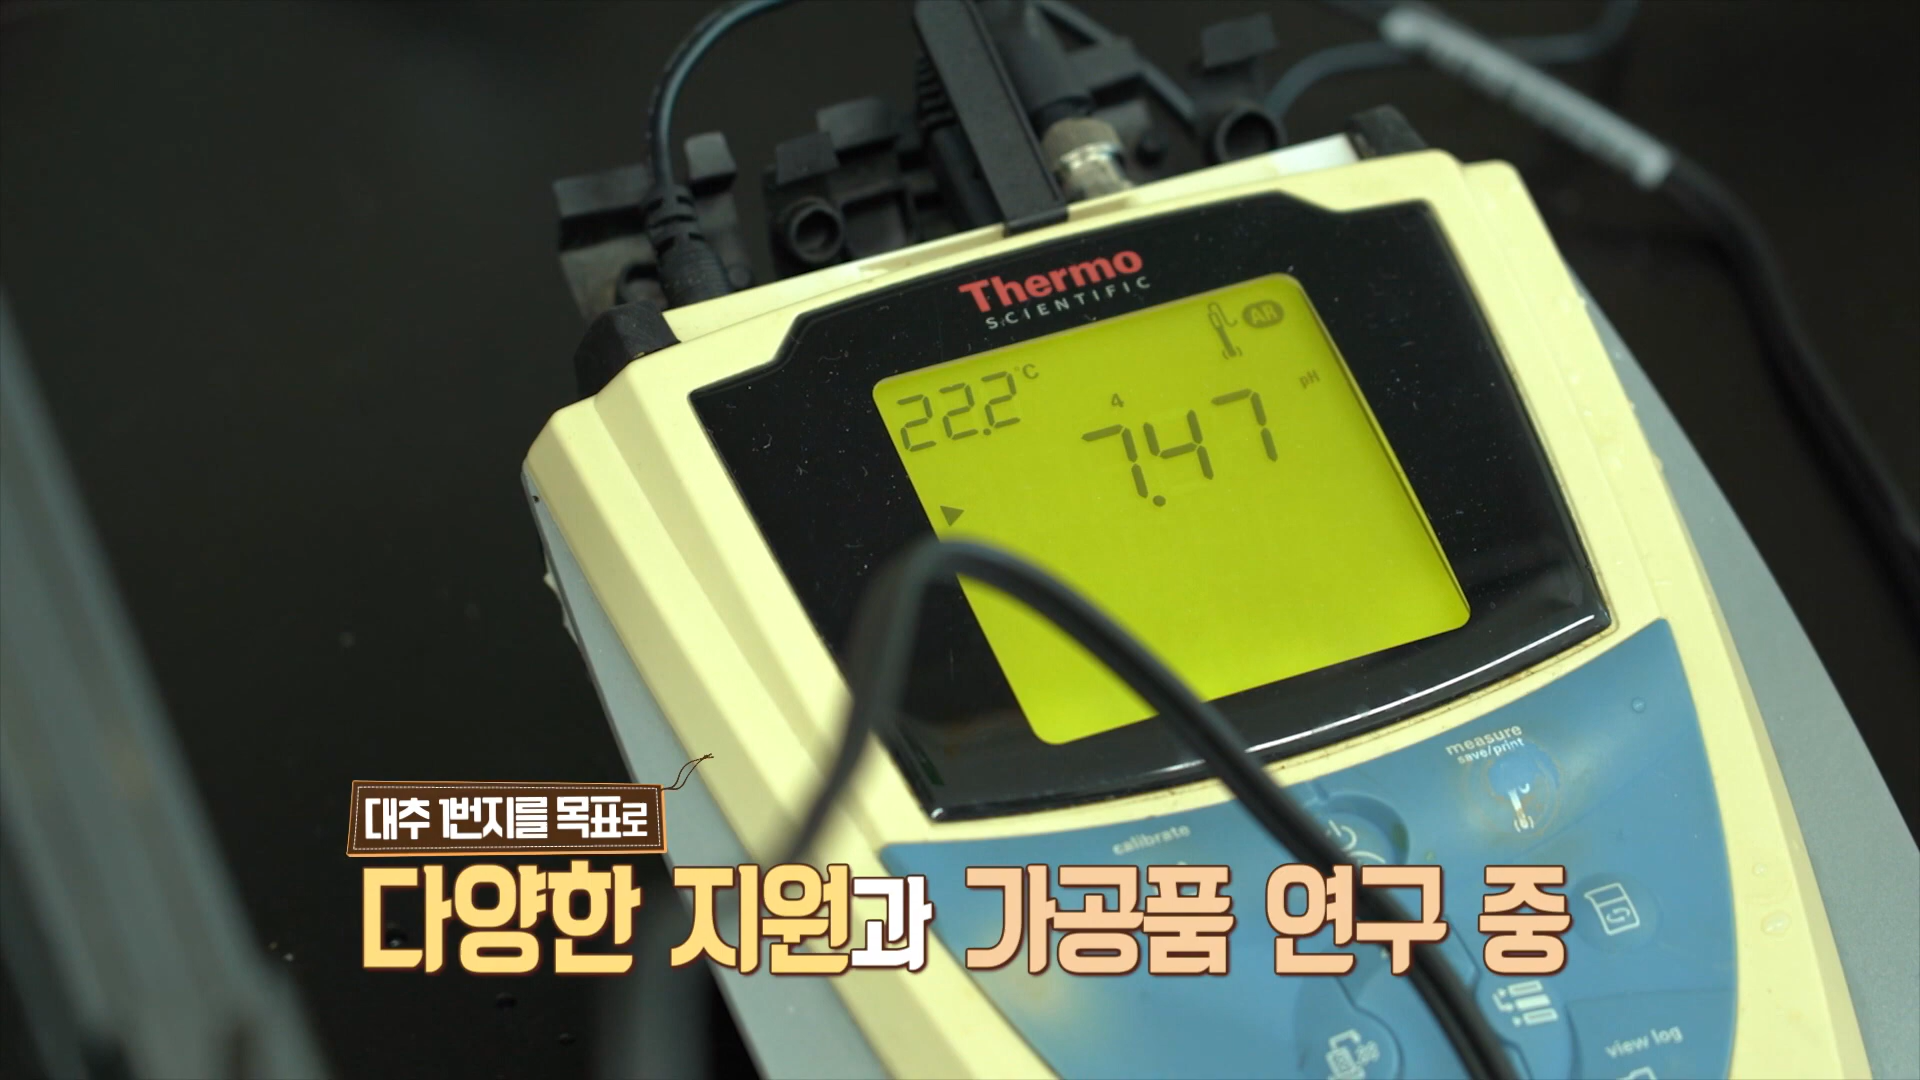 Thermo
SCIENTIFIC
AR
22.2 °C
4
7.47
pH
measure
save/print
calibrate
view log
대추 1번지를 목표로
다양한 지원과 가공품 연구 중